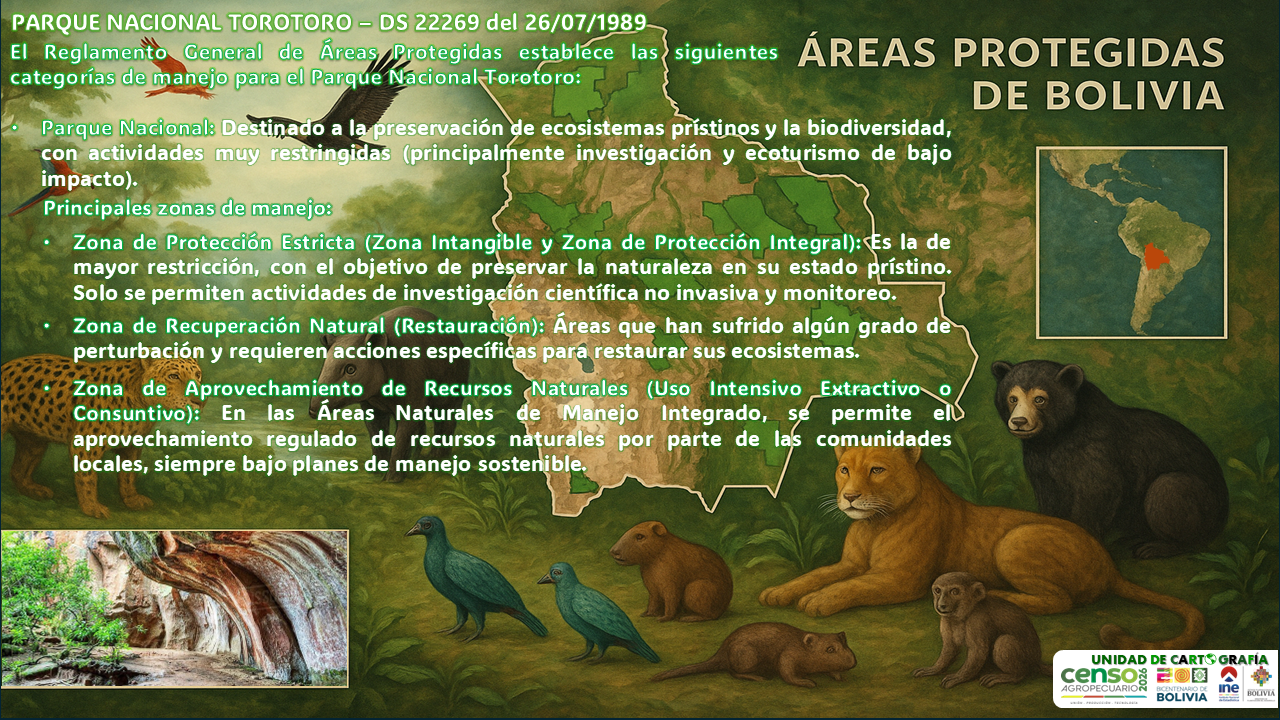 PARQUE NACIONAL TOROTORO – DS 22269 del 26/07/1989
El Reglamento General de Áreas Protegidas establece las siguientes
categorías de manejo para el Parque Nacional Torotoro:
ÁREAS PROTEGIDAS
DE BOLIVIA
• Parque Nacional: Destinado a la preservación de ecosistemas prístinos y la biodiversidad,
con actividades muy restringidas (principalmente investigación y ecoturismo de bajo
impacto).
Principales zonas de manejo:
• Zona de Protección Estricta (Zona Intangible y Zona de Protección Integral): Es la de
mayor restricción, con el objetivo de preservar la naturaleza en su estado prístino.
Solo se permiten actividades de investigación científica no invasiva y monitoreo.
• Zona de Recuperación Natural (Restauración): Áreas que han sufrido algún grado de
perturbación y requieren acciones específicas para restaurar sus ecosistemas.
• Zona de Aprovechamiento de Recursos Naturales (Uso Intensivo Extractivo o
Consuntivo): En las Áreas Naturales de Manejo Integrado, se permite el
aprovechamiento regulado de recursos naturales por parte de las comunidades
locales, siempre bajo planes de manejo sostenible.
UNIDAD DE CARTOGRAFÍA
censo
AGROPECUARIO
2026
BICENTENARIO DE
BOLIVIA
ine
BOLIVIA